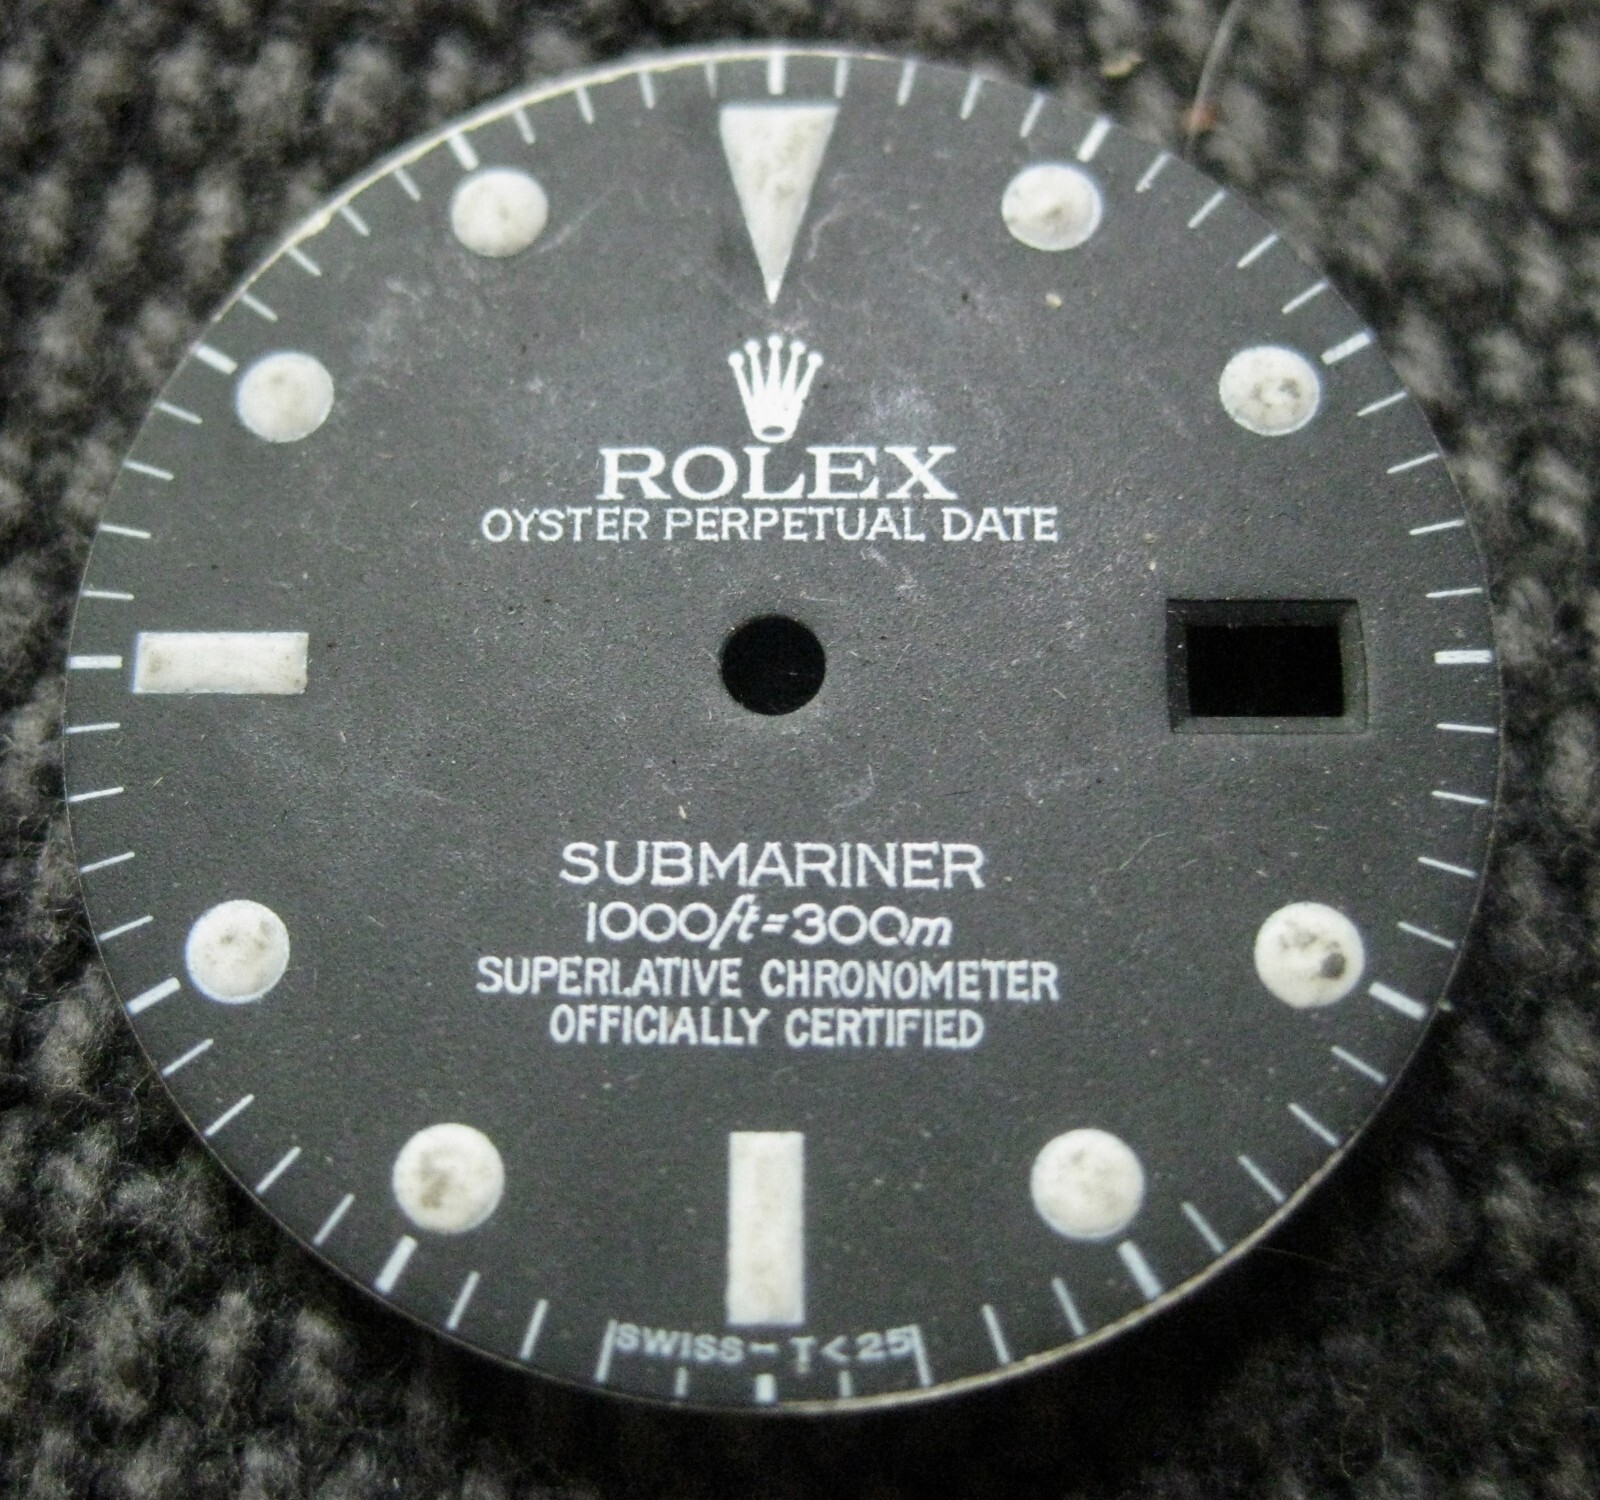 ROLEX
OYSTER PERPETUAL DATE
SUBMARINER
1000ft=300m
SUPERLATIVE CHRONOMETER
OFFICIALLY CERTIFIED
SWISS-T<25